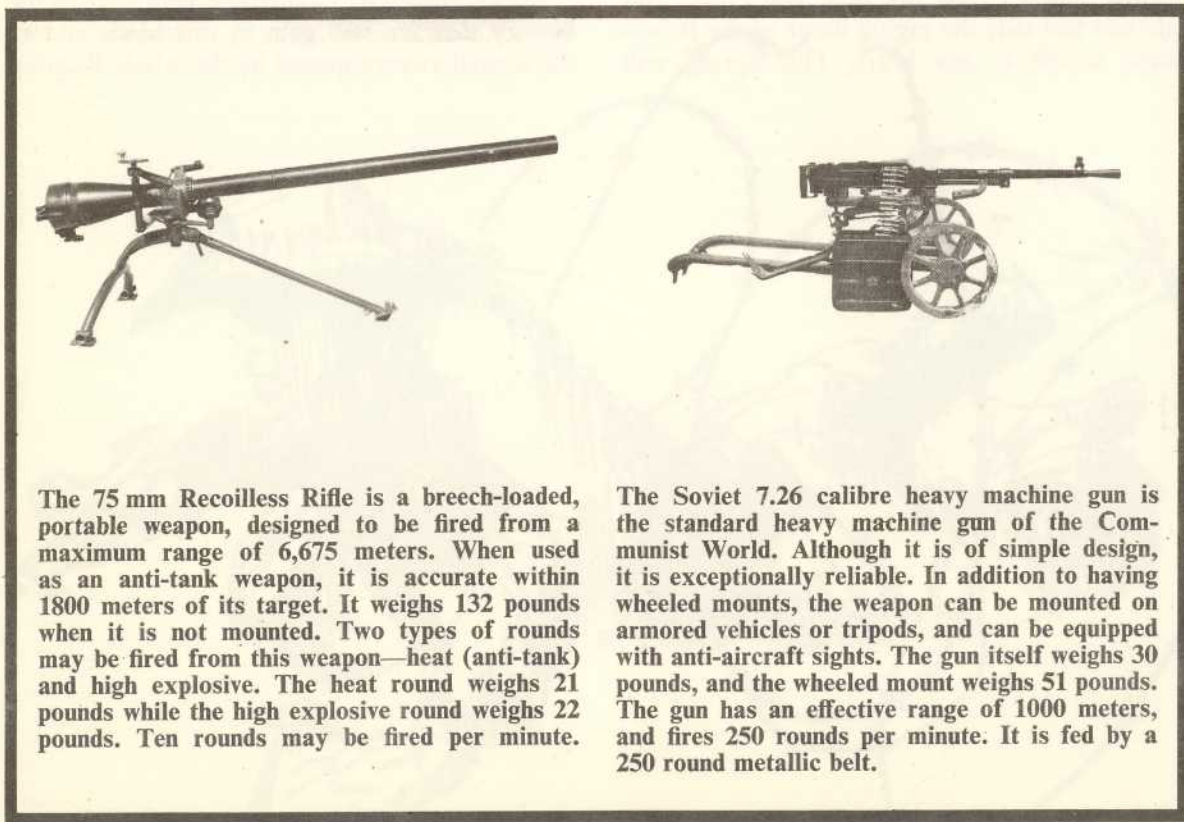 The 75 mm Recoilless Rifle is a breech-loaded,
portable weapon, designed to be fired from a
maximum range of 6,675 meters. When used
as an anti-tank weapon, it is accurate within
1800 meters of its target. It weighs 132 pounds
when it is not mounted. Two types of rounds
may be fired from this weapon—heat (anti-tank)
and high explosive. The heat round weighs 21
pounds while the high explosive round weighs 22
pounds. Ten rounds may be fired per minute.
The Soviet 7.26 calibre heavy machine gun is
the standard heavy machine gun of the Com-
munist World. Although it is of simple design,
it is exceptionally reliable. In addition to having
wheeled mounts, the weapon can be mounted on
armored vehicles or tripods, and can be equipped
with anti-aircraft sights. The gun itself weighs 30
pounds, and the wheeled mount weighs 51 pounds.
The gun has an effective range of 1000 meters,
and fires 250 rounds per minute. It is fed by a
250 round metallic belt.